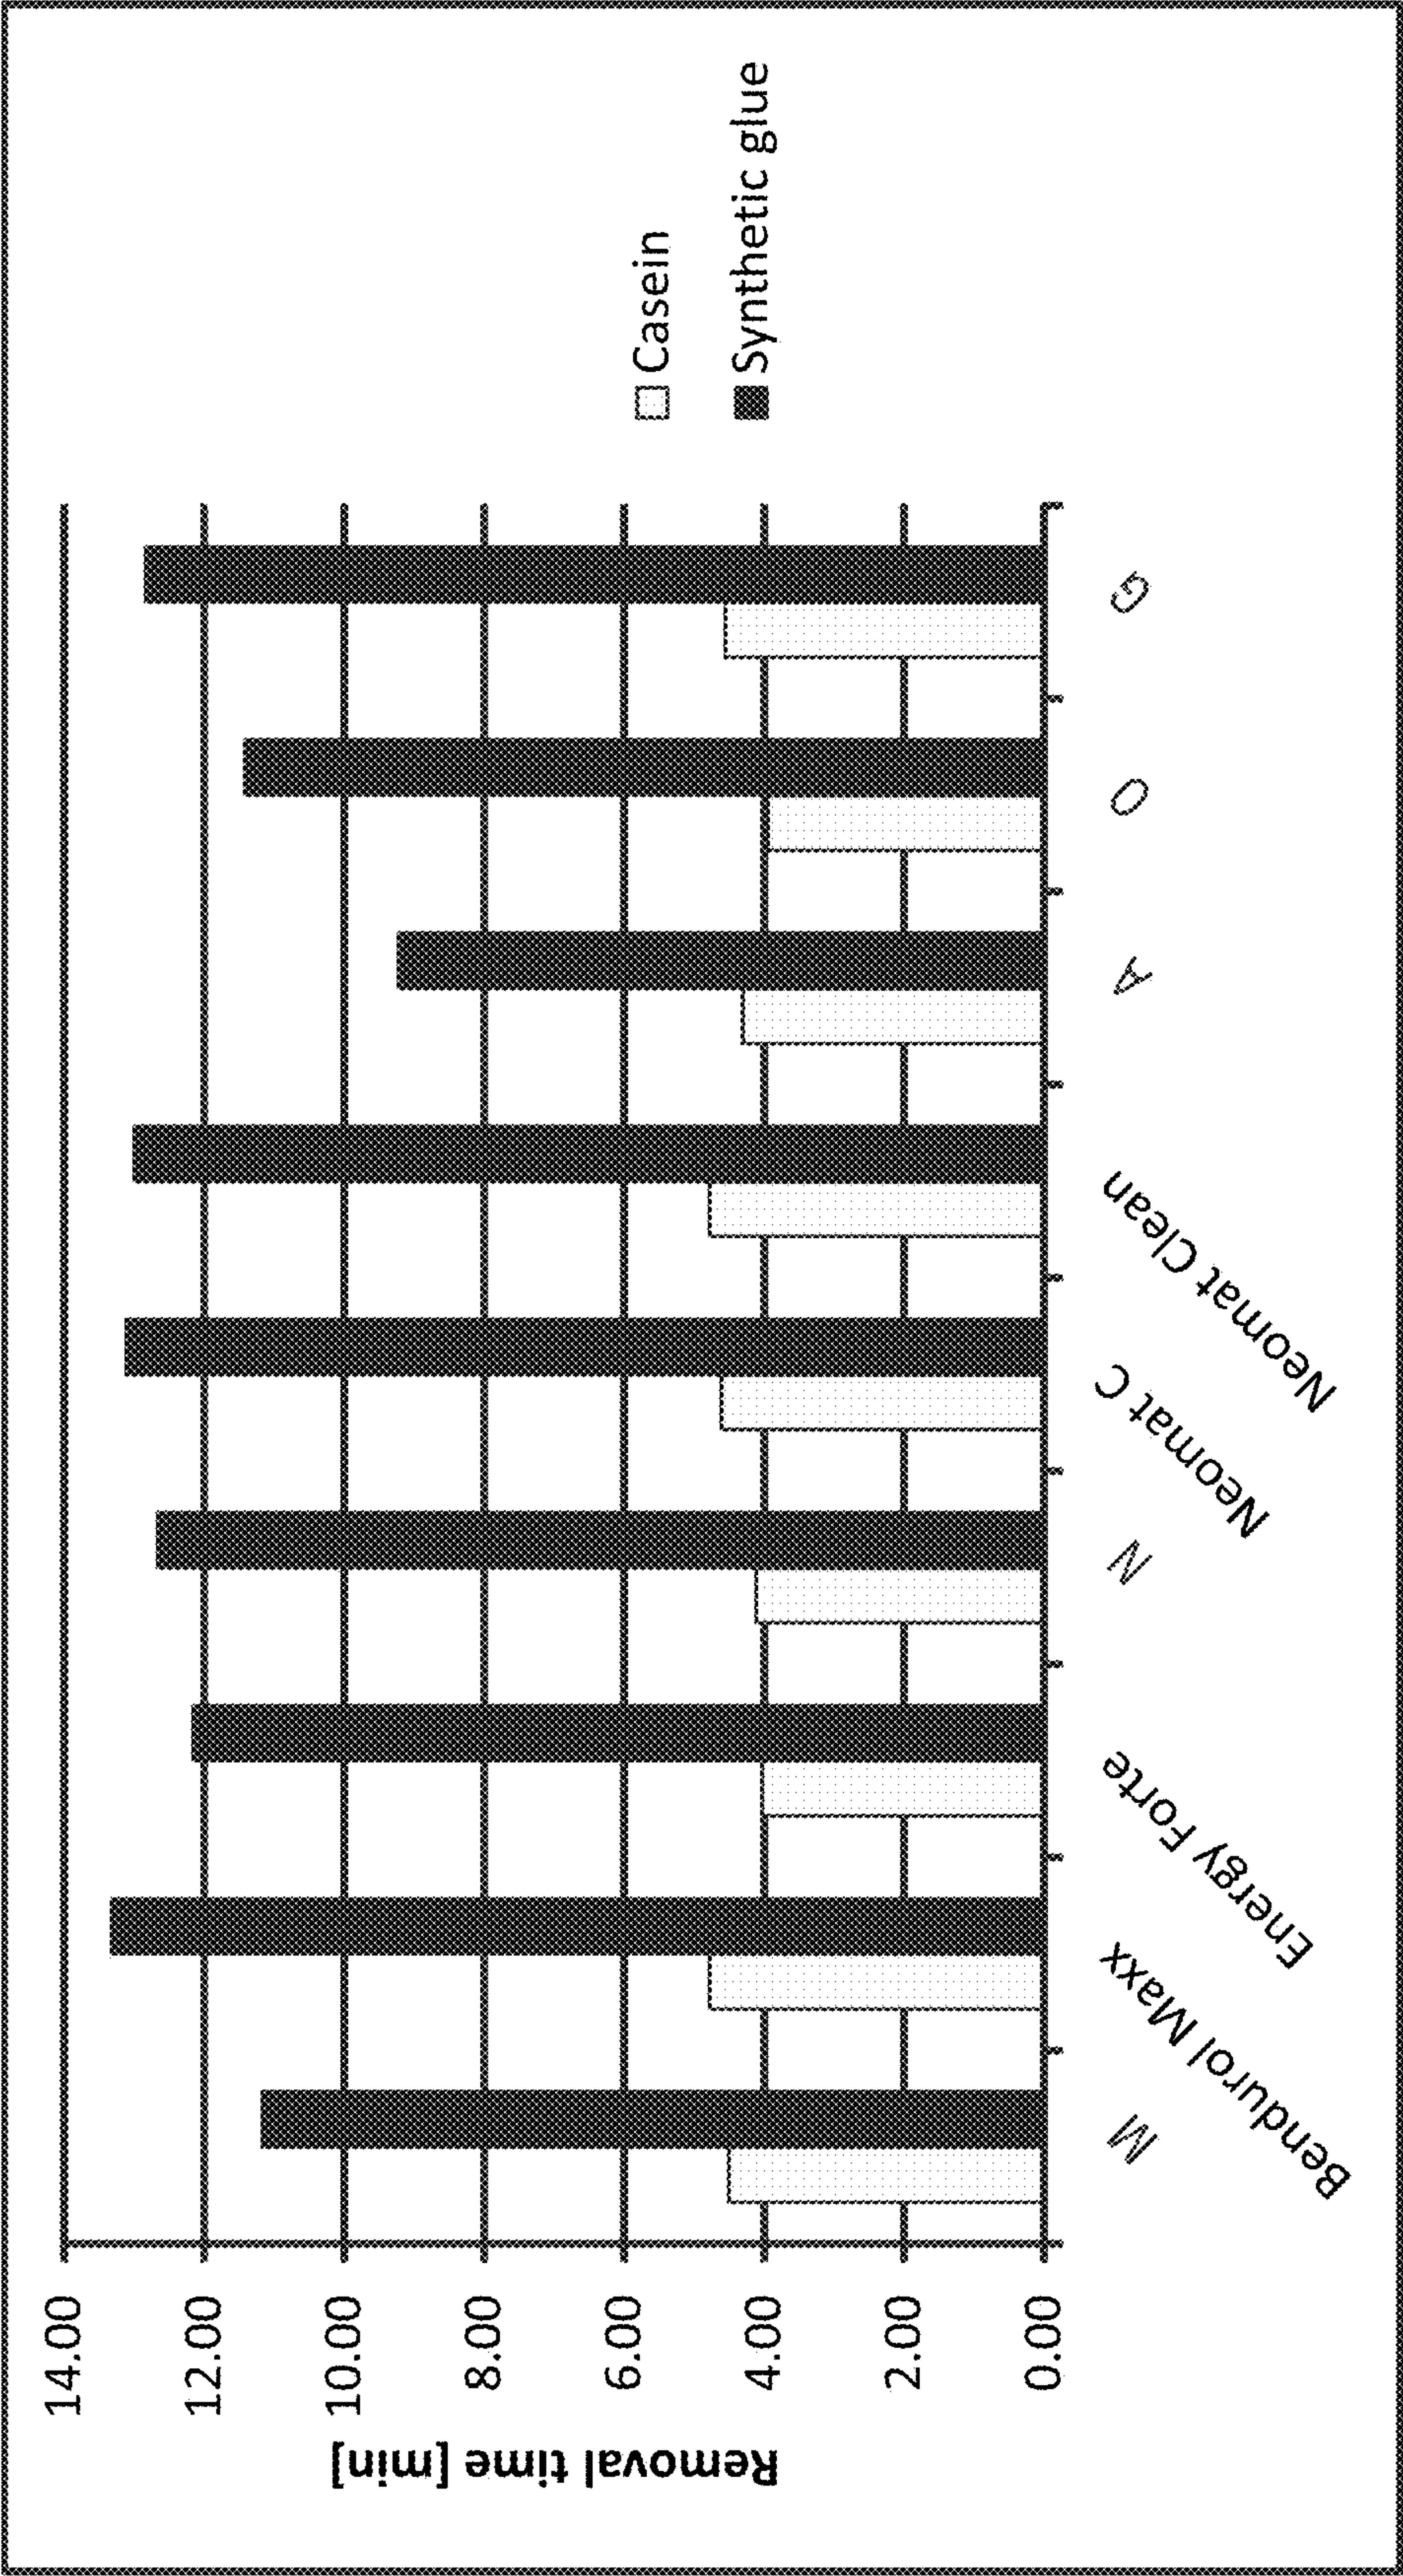 14.00
12.00
10.00
8.00
6.00
4.00
2.00
0.00
Removal time [min]
M
Bendurol Maxx
Energy Forte
N
Neomat C
Neomat Clean
A
O
G
Casein
Synthetic glue